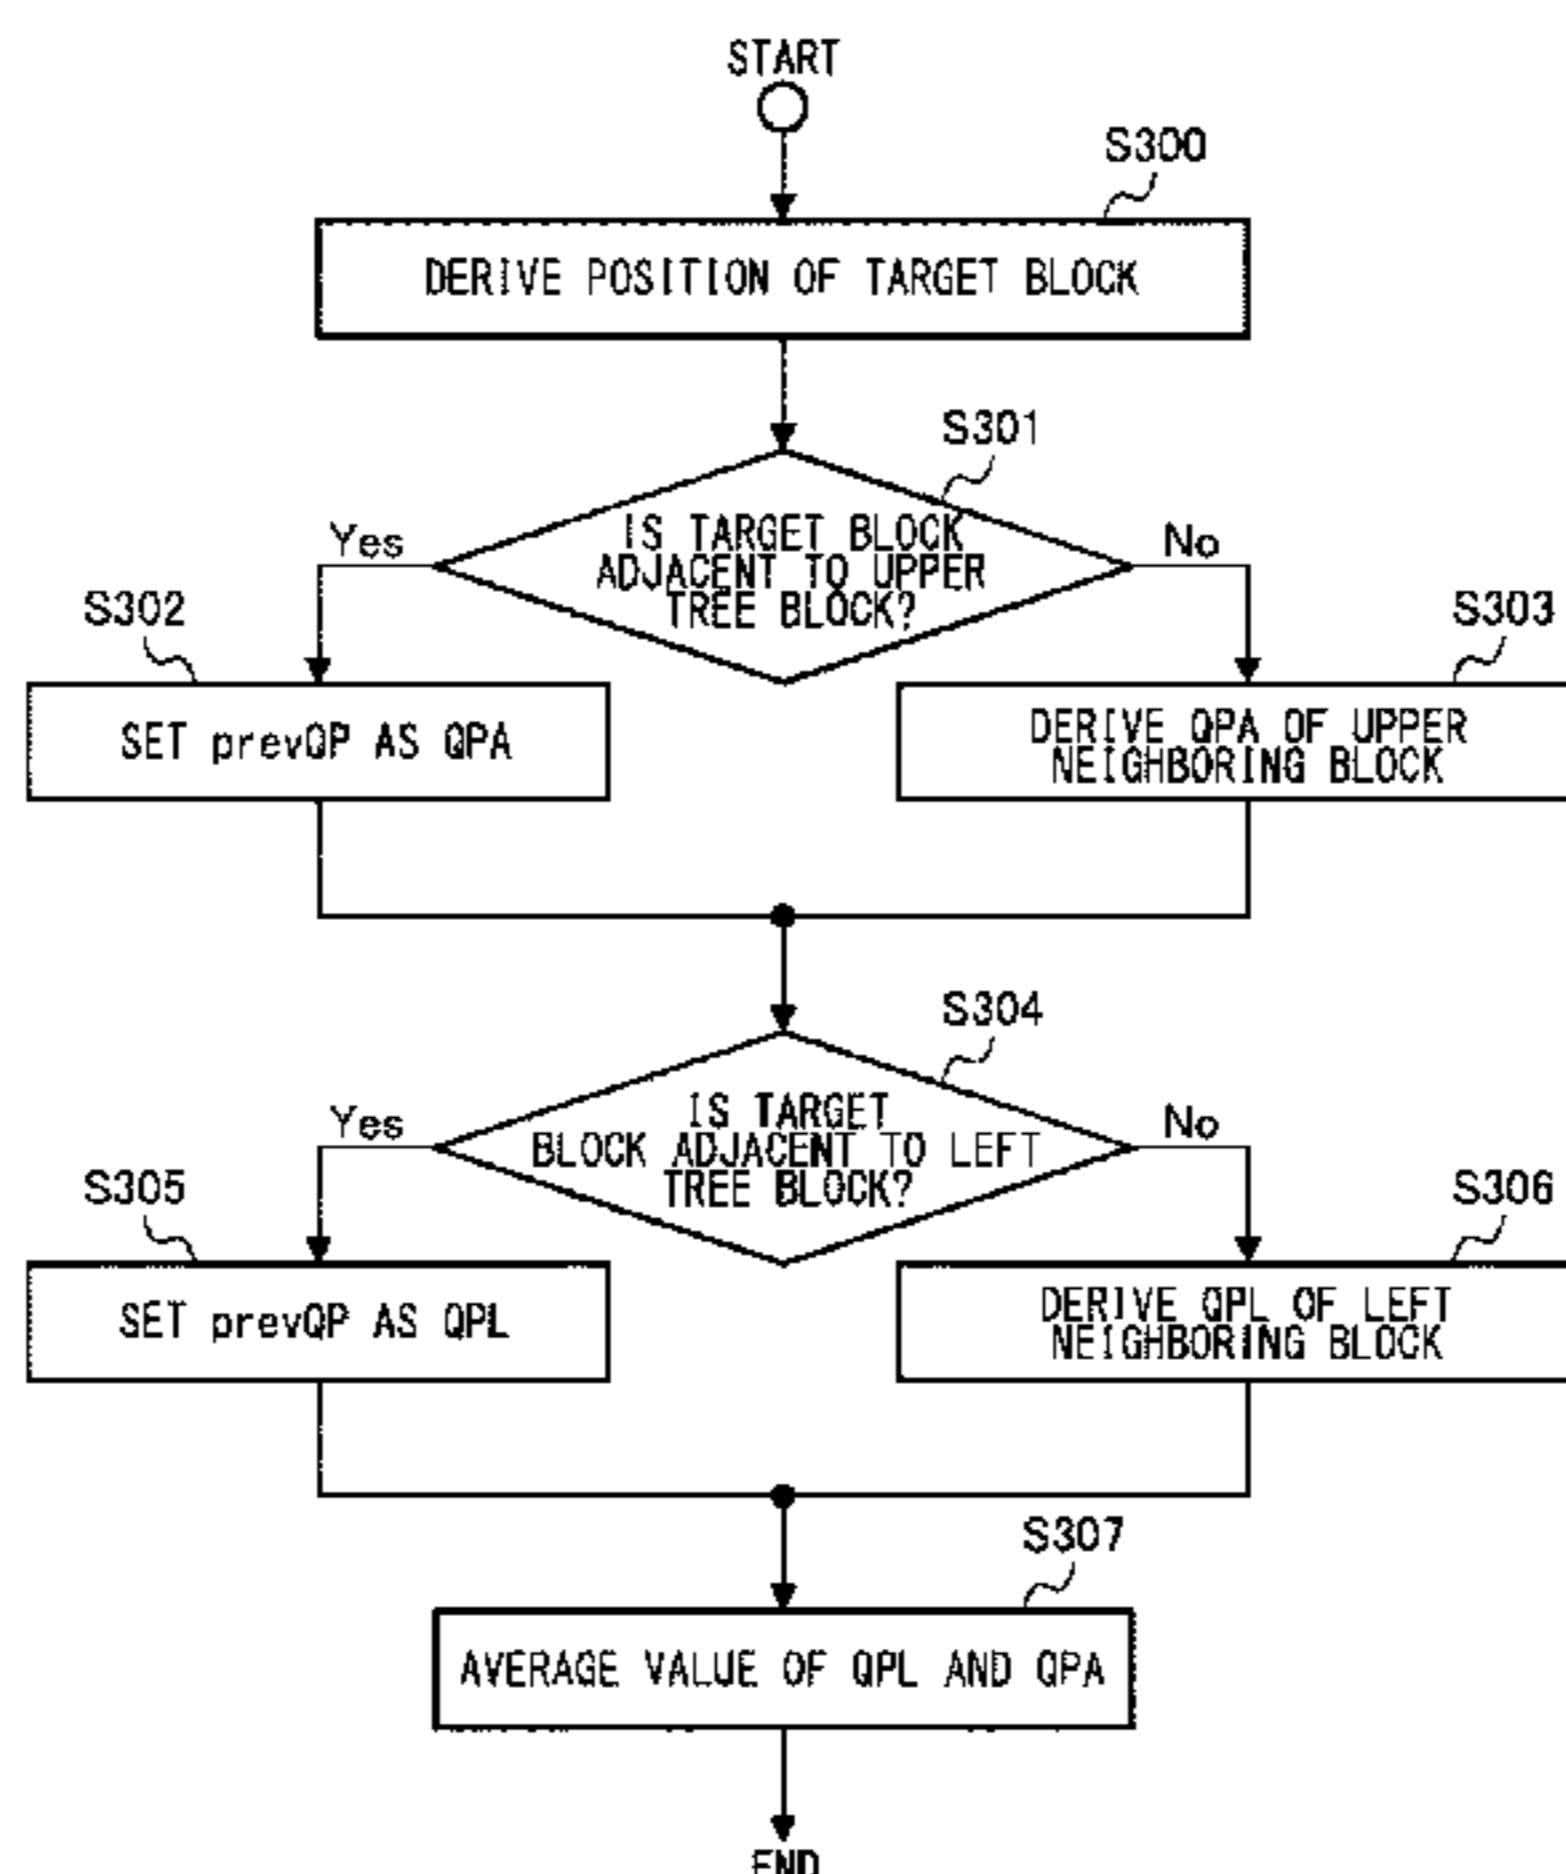 START
S300
DERIVE POSITION OF TARGET BLOCK
S301
IS TARGET BLOCK
ADJACENT TO UPPER
TREE BLOCK?
Yes
No
S302
S303
SET prevQP AS QPA
DERIVE QPA OF UPPER
NEIGHBORING BLOCK
S304
IS TARGET
BLOCK ADJACENT TO LEFT
TREE BLOCK?
Yes
No
S305
S306
SET prevQP AS QPL
DERIVE QPL OF LEFT
NEIGHBORING BLOCK
S307
AVERAGE VALUE OF QPL AND QPA
END